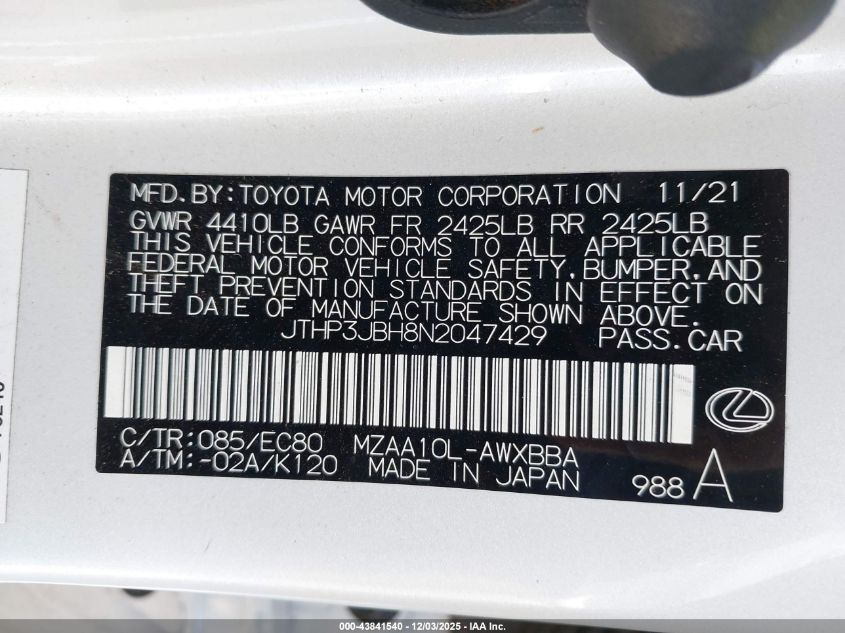 MFD.BY:TOYOTA MOTOR CORPORATION 11/21
GVWR 4410LB GAWR FR 2425LB RR 2425LB
THIS VEHICLE CONFORMS TO ALL APPLICABLE
FEDERAL MOTOR VEHICLE SAFETY,BUMPER,AND
THEFT PREVENTION STANDARDS IN EFFECT ON
THE DATE OF MANUFACTURE SHOWN ABOVE.
JTHP3JBH8N2047429 PASS.CAR
C/TR:085/EC80 MZAA10L-AWXBBA
A/TM:-02A/K120 MADE IN JAPAN 988 A
000-43841540 - 12/03/2025 - IAA Inc.